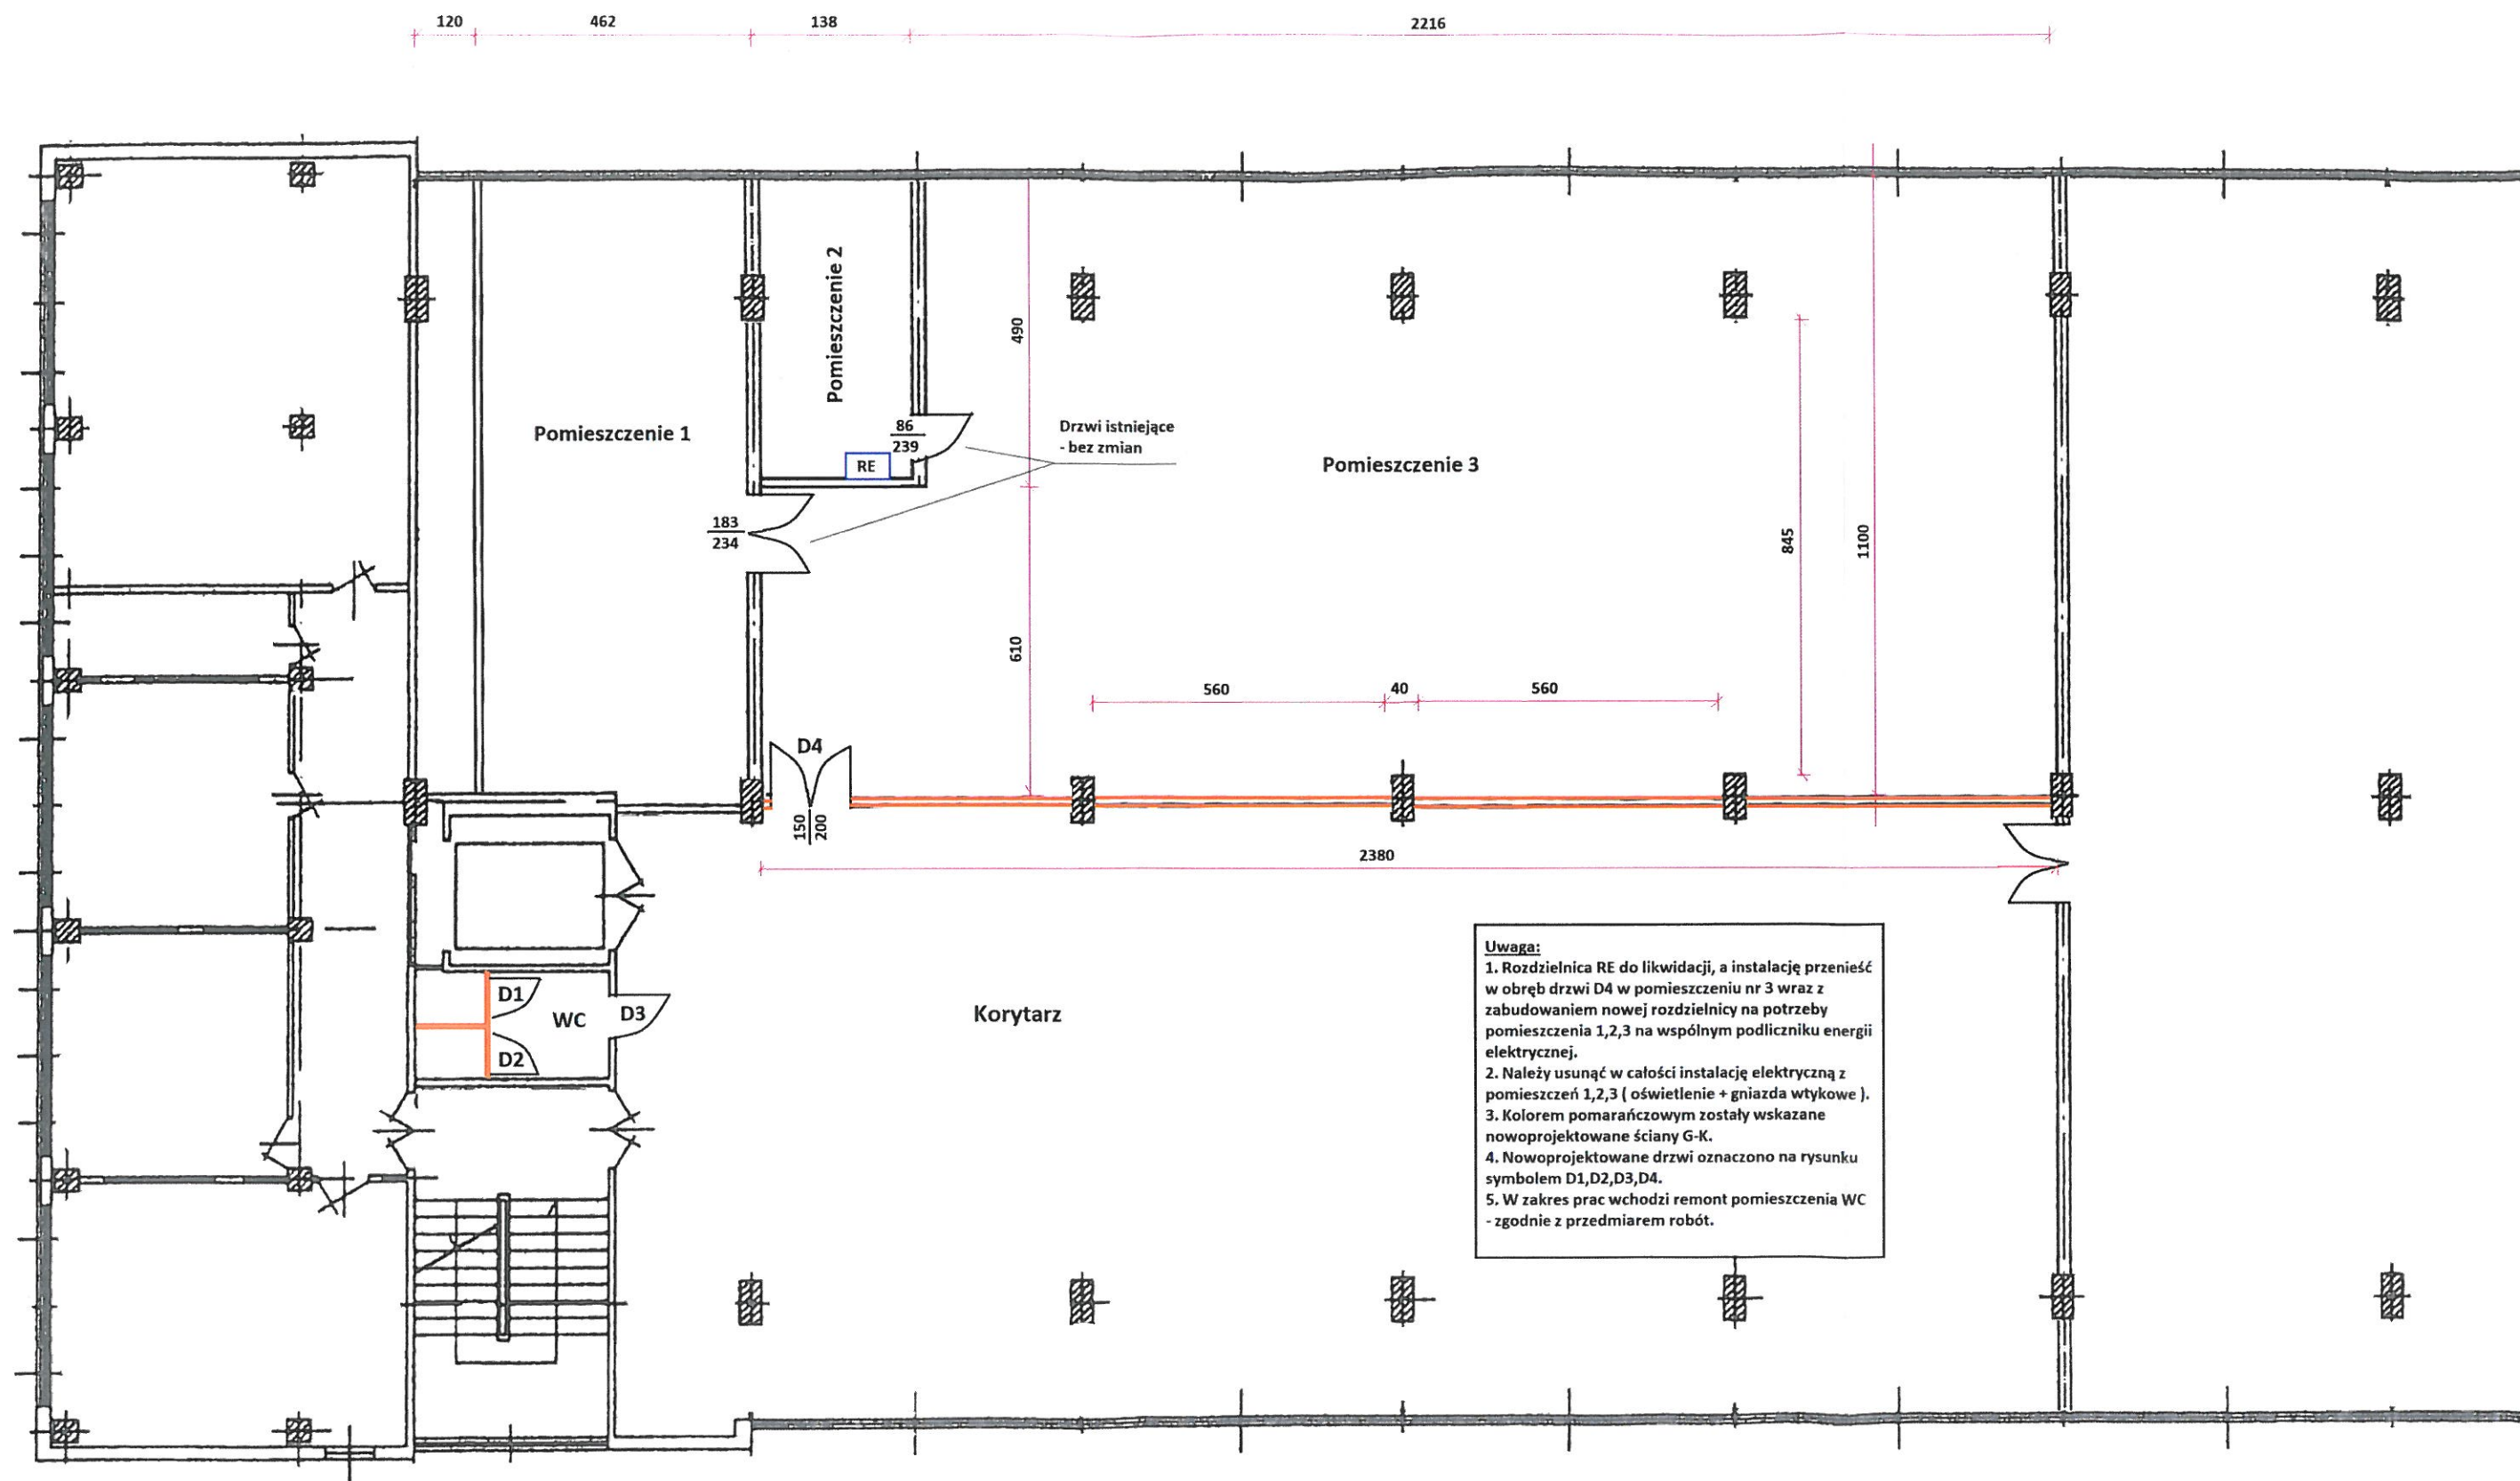 120
462
138
2216
Pomieszczenie 1
Pomieszczenie 2
490
86
239
RE
Drzwi istniejące
- bez zmian
Pomieszczenie 3
183
234
845
1100
610
560
40
560
D4
150
200
2380
D1
WC
D3
D2
Korytarz
Uwaga:
1. Rozdzielnica RE do likwidacji, a instalację przenieść
w obręb drzwi D4 w pomieszczeniu nr 3 wraz z
zabudowaniem nowej rozdzielnicy na potrzeby
pomieszczenia 1,2,3 na wspólnym podliczniku energii
elektrycznej.
2. Należy usunąć w całości instalację elektryczną z
pomieszczeń 1,2,3 ( oświetlenie + gniazda wtykowe ).
3. Kolorem pomarańczowym zostały wskazane
nowoprojektowane ściany G-K.
4. Nowoprojektowane drzwi oznaczono na rysunku
symbolem D1,D2,D3,D4.
5. W zakres prac wchodzi remont pomieszczenia WC
- zgodnie z przedmiarem robót.